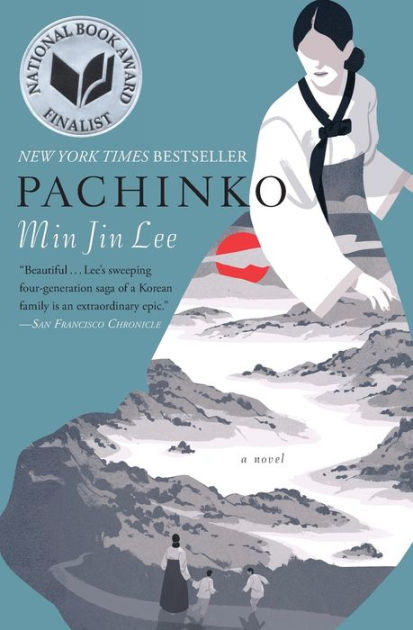 NATIONAL BOOK AWARD
FINALIST
NEW YORK TIMES BESTSELLER
PACHINKO
Min Jin Lee
“Beautiful . . . Lee’s sweeping
four-generation saga of a Korean
family is an extraordinary epic.”
—SAN FRANCISCO CHRONICLE
a novel